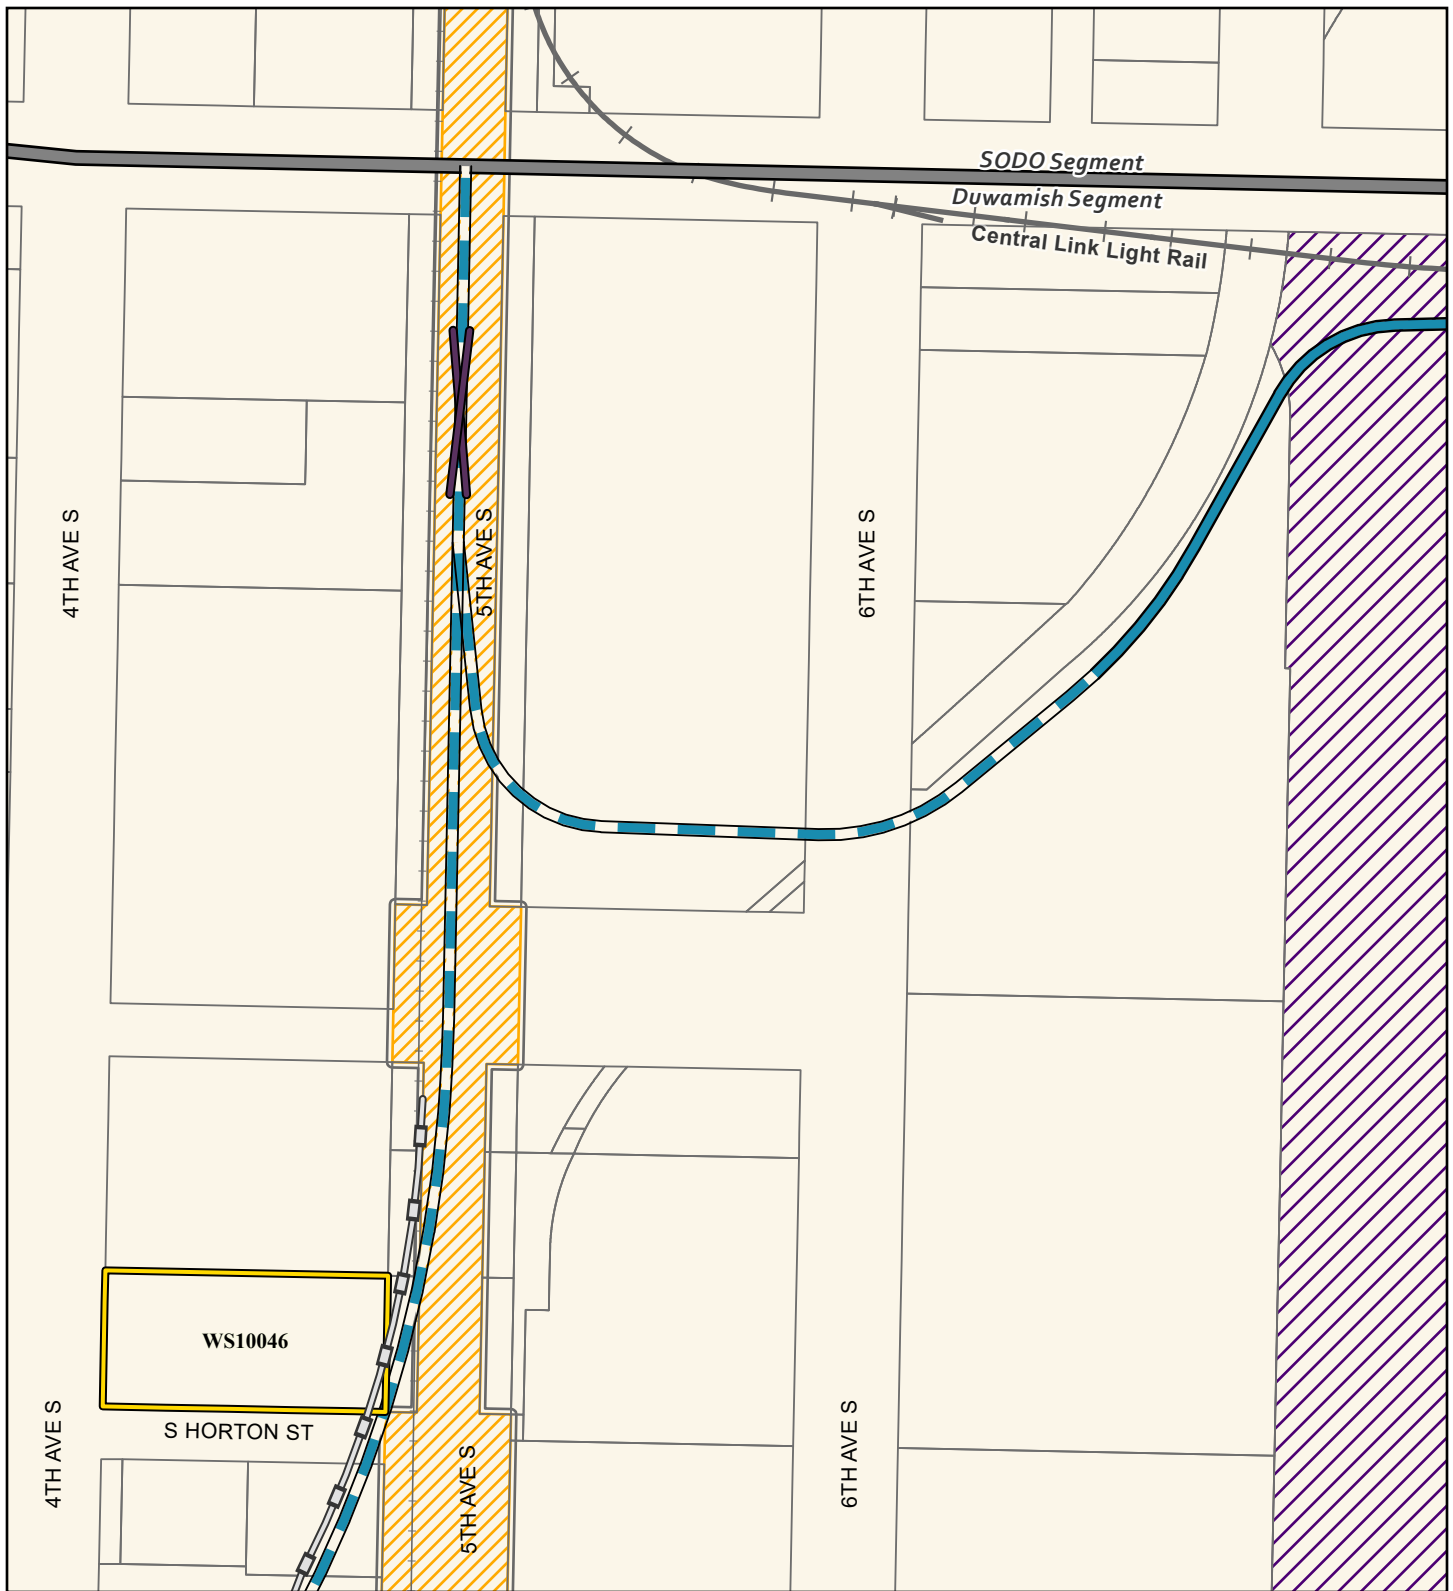 SODO Segment
Duwamish Segment
Central Link Light Rail
4TH AVE S
5TH AVE S
6TH AVE S
WS10046
S HORTON ST
4TH AVE S
5TH AVE S
6TH AVE S